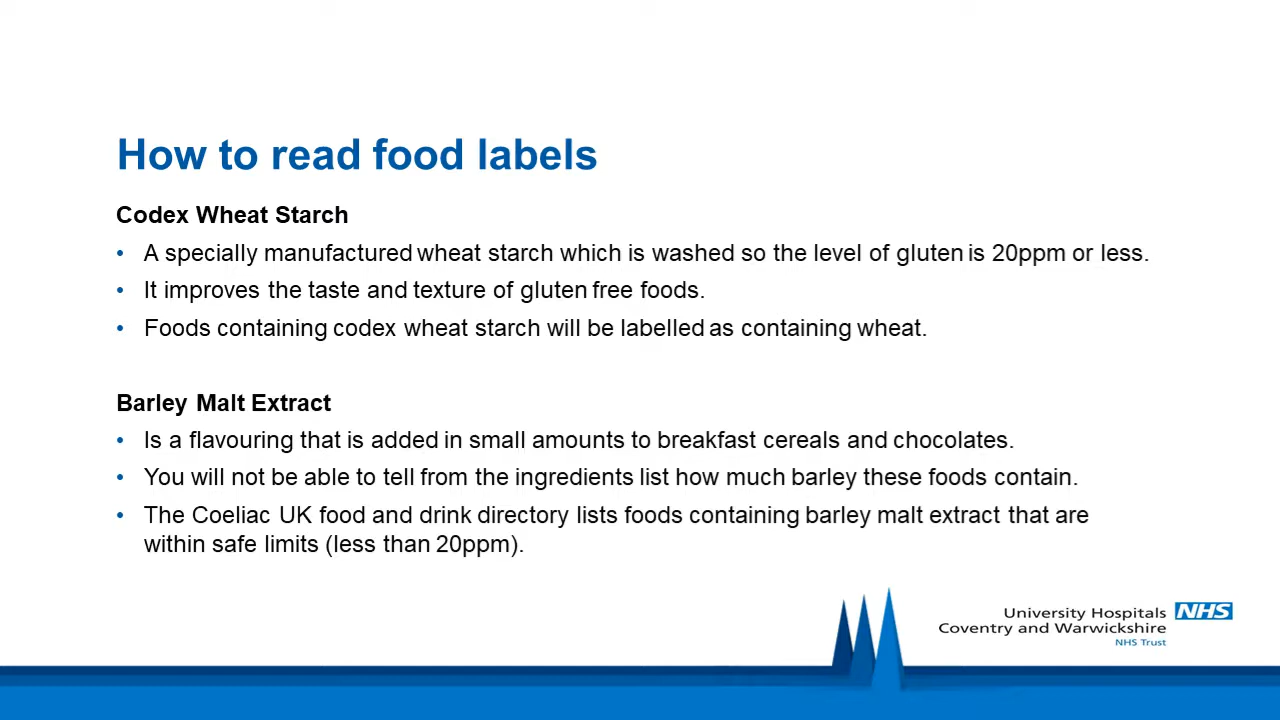 How to read food labels
Codex Wheat Starch
• A specially manufactured wheat starch which is washed so the level of gluten is 20ppm or less.
• It improves the taste and texture of gluten free foods.
• Foods containing codex wheat starch will be labelled as containing wheat.
Barley Malt Extract
• Is a flavouring that is added in small amounts to breakfast cereals and chocolates.
• You will not be able to tell from the ingredients list how much barley these foods contain.
• The Coeliac UK food and drink directory lists foods containing barley malt extract that are
within safe limits (less than 20ppm).
University Hospitals NHS
Coventry and Warwickshire
NHS Trust